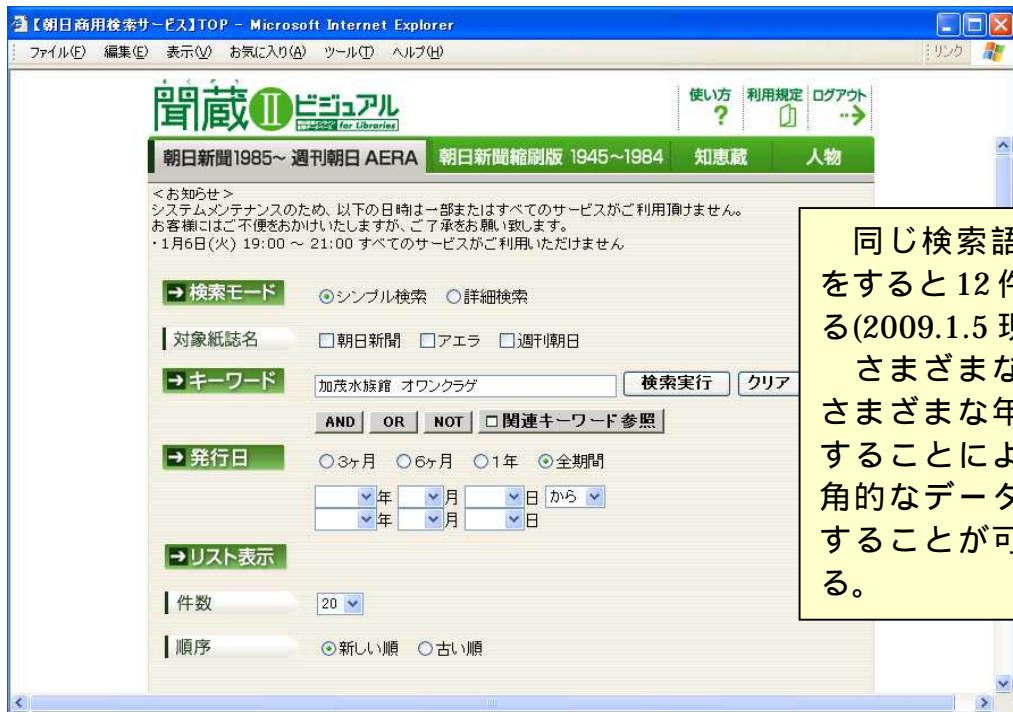 【朝日商用検索サービス】TOP - Microsoft Internet Explorer
ファイル(F) 編集(E) 表示(V) お気に入り(A) ツール(T) ヘルプ(H) リンク
聞蔵Ⅱビジュアル
for Libraries
使い方 利用規定 ログアウト
?
朝日新聞1985~ 週刊朝日 AERA 朝日新聞縮刷版 1945~1984 知恵蔵 人物
<お知らせ>
システムメンテナンスのため、以下の日時は一部またはすべてのサービスがご利用頂けません。
お客様にはご不便をおかけいたしますが、ご了承をお願い致します。
・1月6日(火) 19:00 ~ 21:00 すべてのサービスがご利用いただけません
検索モード シンプル検索 詳細検索
対象紙誌名 朝日新聞 アエラ 週刊朝日
キーワード 加茂水族館 オワンクラゲ 検索実行 クリア
AND OR NOT 関連キーワード参照
発行日 3ヶ月 6ヶ月 1年 全期間
年 月 日 から
年 月 日
リスト表示
件数 20
順序 新しい順 古い順
同じ検索語
をすると12件
る(2009.1.5 現
さまざまな
さまざまな年
することによ
角的なデータ
することが可
る。